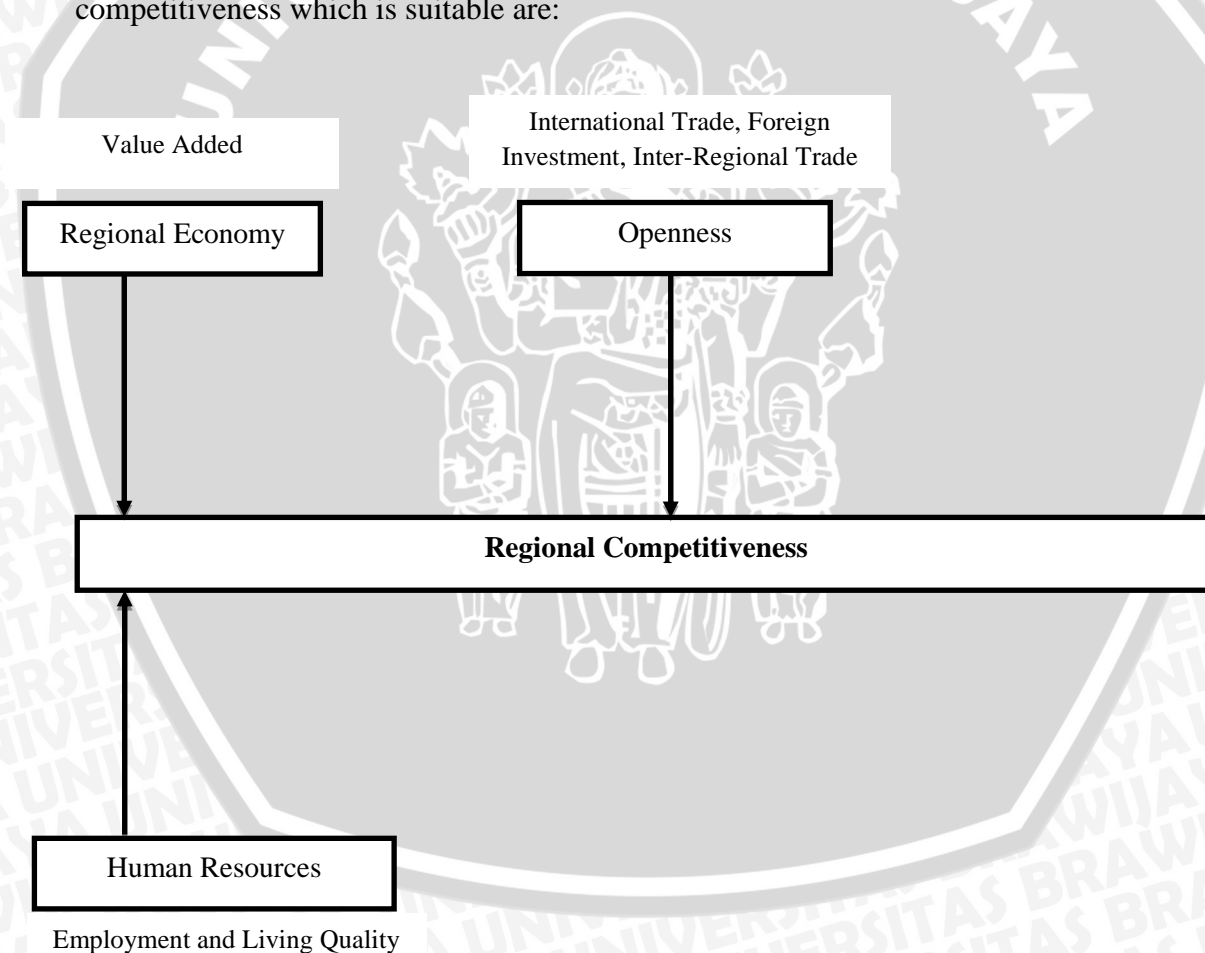 competitiveness which is suitable are:
Value Added
International Trade, Foreign
Investment, Inter-Regional Trade
Regional Economy
Openness
Regional Competitiveness
Human Resources
Employment and Living Quality